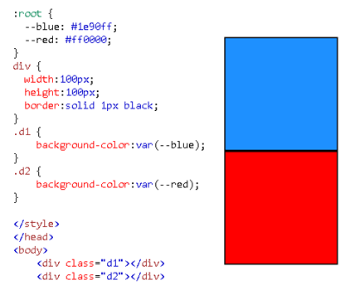 :root {
  --blue: #1e90ff;
  --red: #ff0000;
}
div {
  width:100px;
  height:100px;
  border:solid 1px black;
}
.d1 {
    background-color:var(--blue);
}
.d2 {
    background-color:var(--red);
}

</style>
</head>
<body>
    <div class="d1"></div>
    <div class="d2"></div>